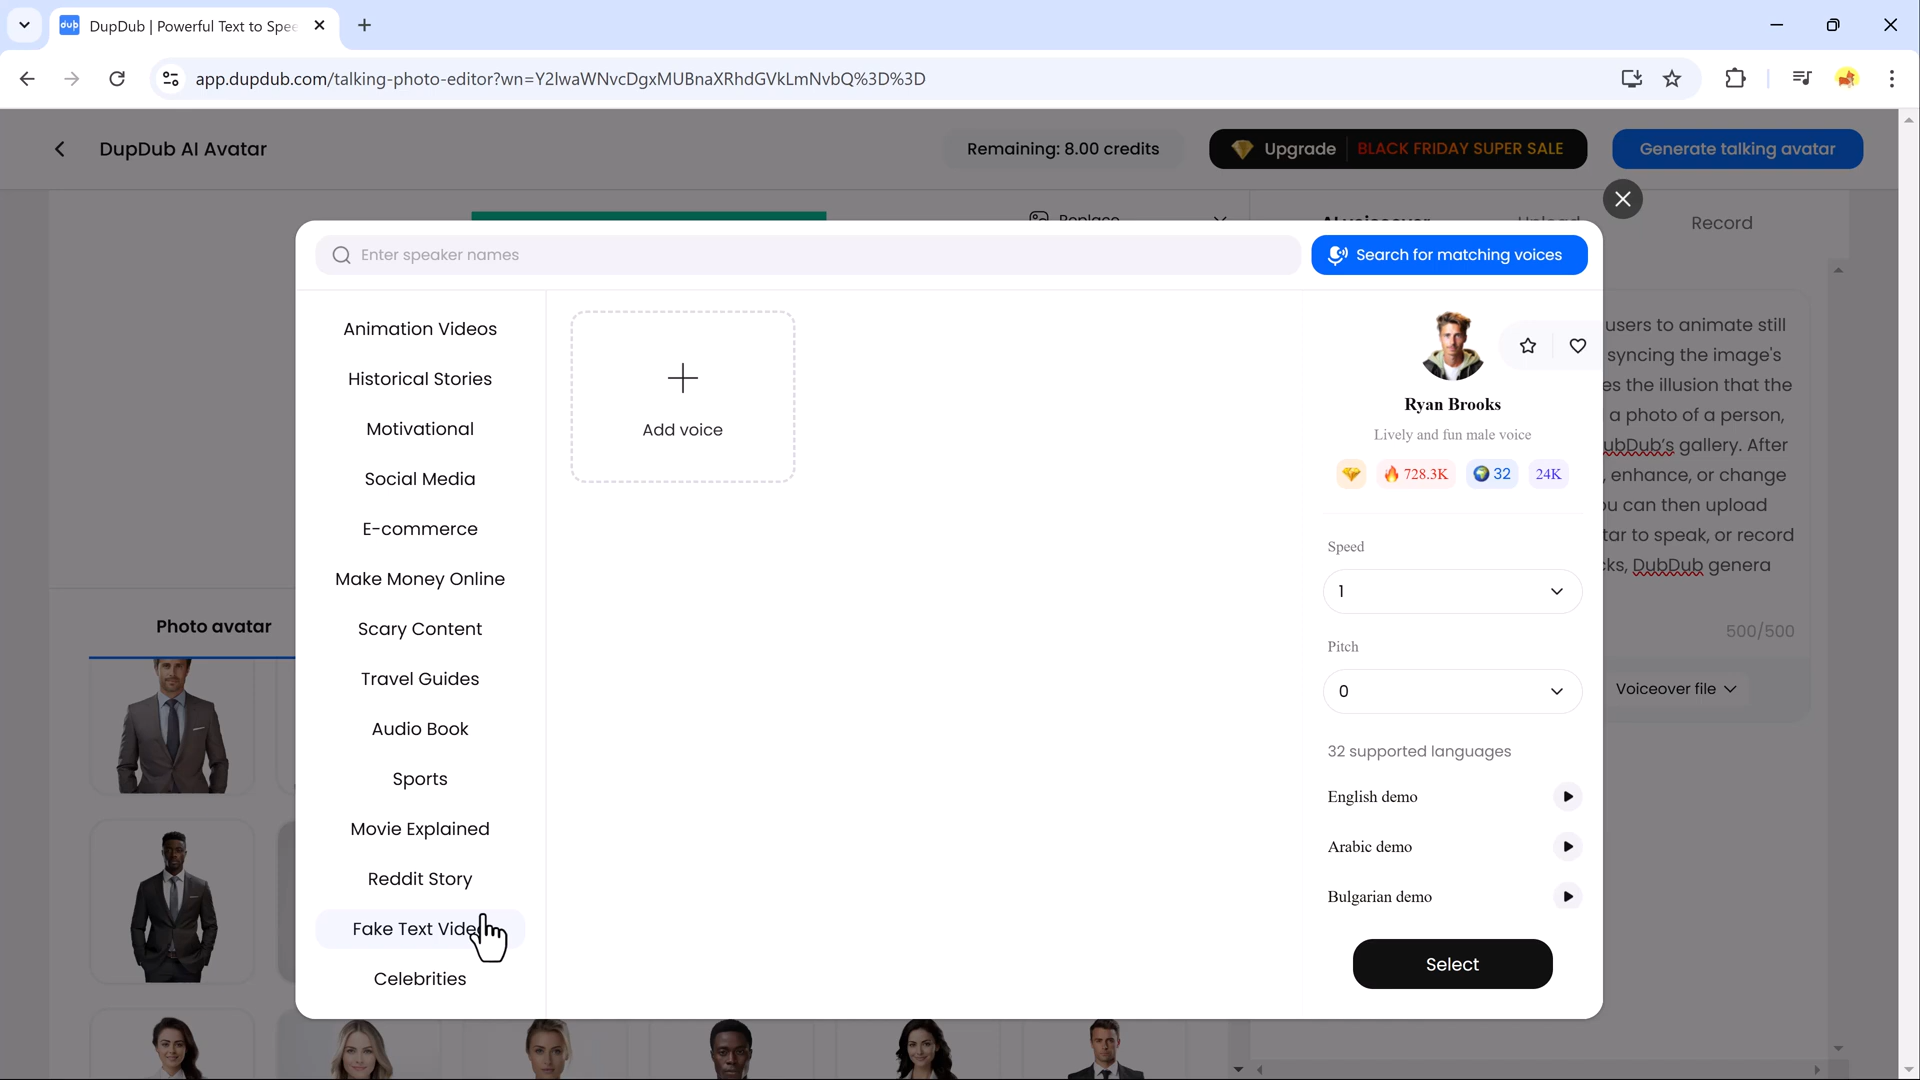 DupDub | Powerful Text to Spee
app.dupdub.com/talking-photo-editor?wn=Y2lwaWNvcDgxMUBnaXRhdGVkLmNvbQ%3D%3D
DupDub AI Avatar
Remaining: 8.00 credits
Upgrade
BLACK FRIDAY SUPER SALE
Generate talking avatar
Replace
AI voiceover
Upload
Record
Enter speaker names
Search for matching voices
Animation Videos
Historical Stories
Motivational
Social Media
E-commerce
Make Money Online
Scary Content
Travel Guides
Audio Book
Sports
Movie Explained
Reddit Story
Fake Text Vide
Celebrities
Add voice
Ryan Brooks
Lively and fun male voice
728.3K
32
24K
Speed
1
Pitch
0
32 supported languages
English demo
Arabic demo
Bulgarian demo
Select
users to animate still
syncing the image's
es the illusion that the
a photo of a person,
ubDub's gallery. After
, enhance, or change
u can then upload
tar to speak, or record
ks, DubDub genera
500/500
Voiceover file
Photo avatar